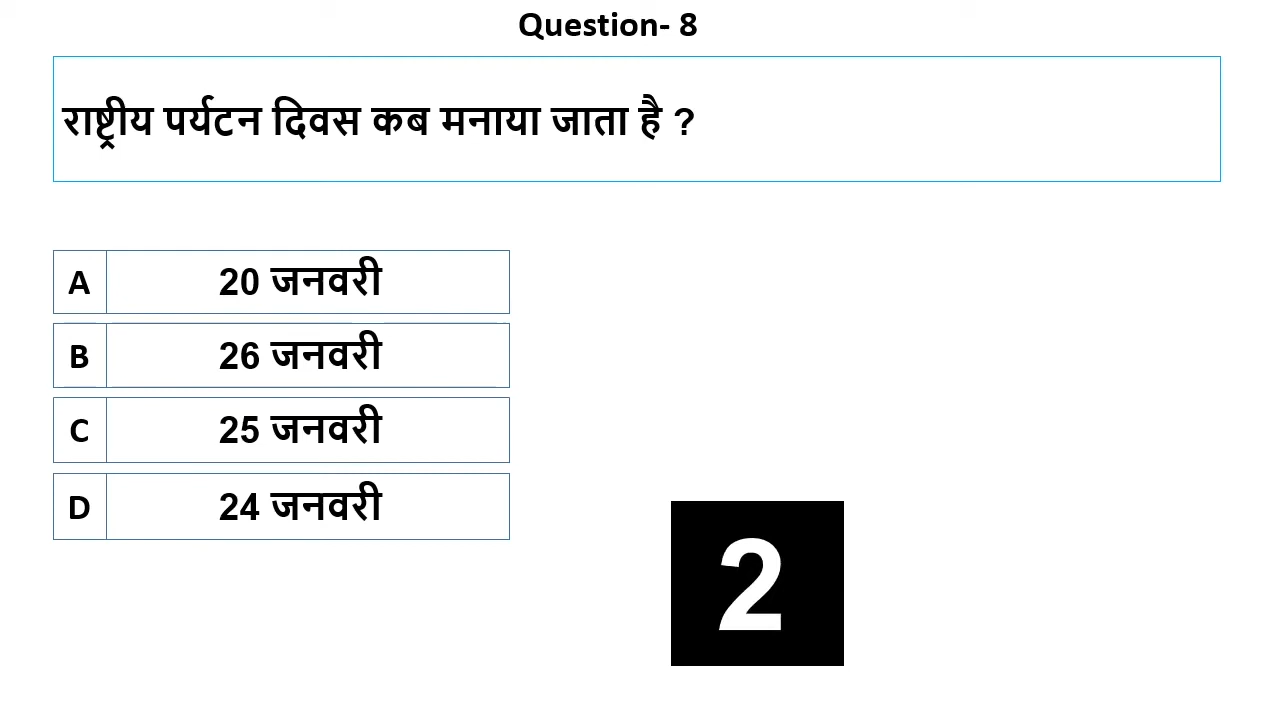 Question- 8
राष्ट्रीय पर्यटन दिवस कब मनाया जाता है ?
A 20 जनवरी
B 26 जनवरी
C 25 जनवरी
D 24 जनवरी
2